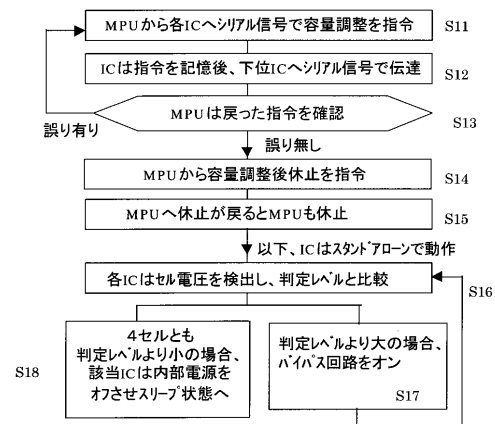 MPUから各ICへシリアル信号で容量調整を指令
S11
ICは指令を記憶後、下位ICへシリアル信号で伝達
S12
MPUは戻った指令を確認
S13
誤り有り
誤り無し
MPUから容量調整後休止を指令
S14
MPUへ休止が戻るとMPUも休止
S15
以下、ICはスタンドアローンで動作
各ICはセル電圧を検出し、判定レベルと比較
S16
4セルとも
判定レベルより小の場合、
該当ICは内部電源を
オフさせスリープ状態へ
S18
判定レベルより大の場合、
バイパス回路をオン
S17